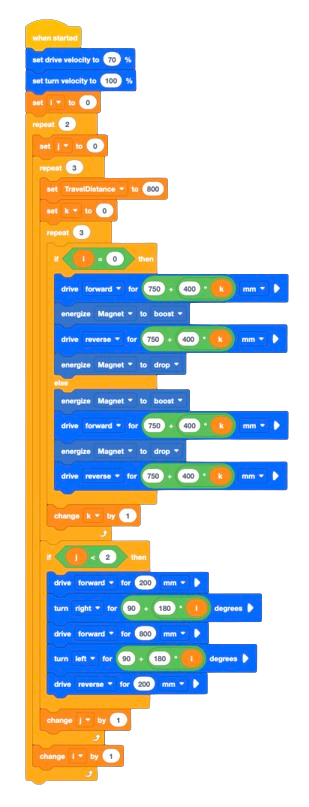 when started
set drive velocity to 70 %
set turn velocity to 100 %
set i to 0
repeat 2
set j to 0
repeat 3
set TravelDistance to 800
set k to 0
repeat 3
if i = 0 then
drive forward for 750 + 400 * k mm
energize Magnet to boost
drive reverse for 750 + 400 * k mm
energize Magnet to drop
else
energize Magnet to boost
drive forward for 750 + 400 * k mm
energize Magnet to drop
drive reverse for 750 + 400 * k mm
change k by 1
if j < 2 then
drive forward for 200 mm
turn right for 90 + 180 * i degrees
drive forward for 800 mm
turn left for 90 + 180 * i degrees
drive reverse for 200 mm
change j by 1
change i by 1